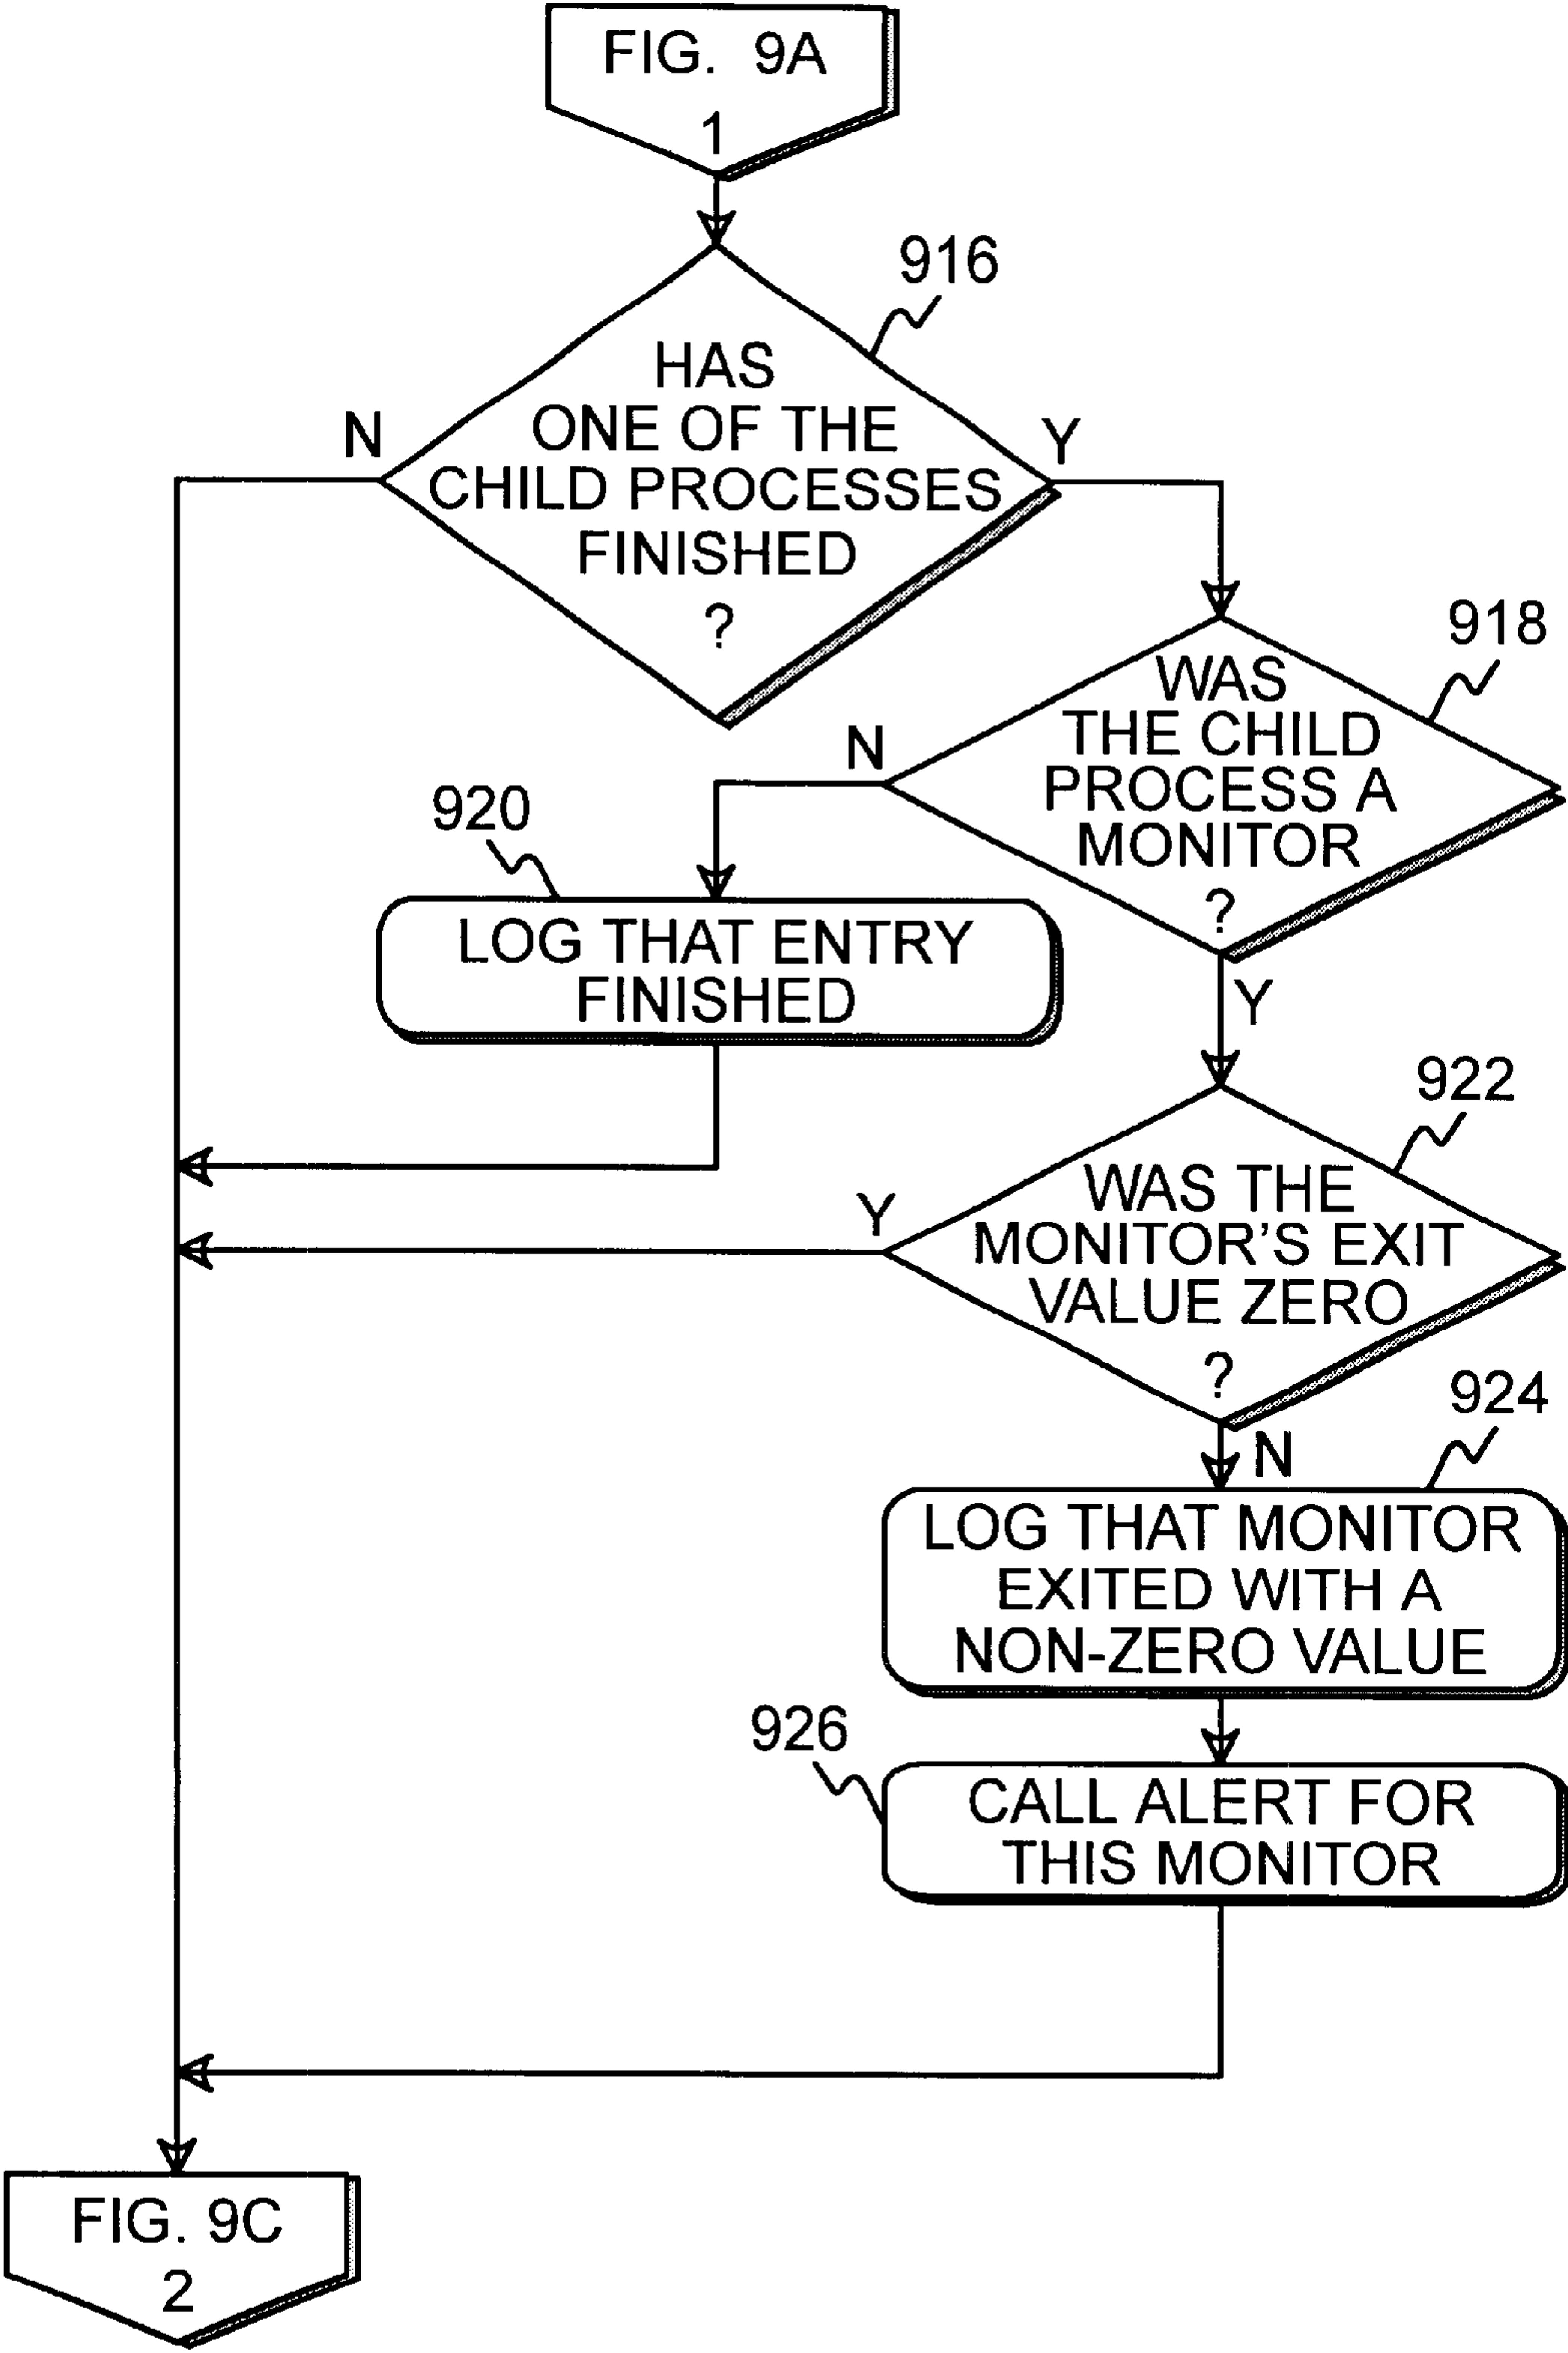 FIG. 9A
1
916
HAS
ONE OF THE
CHILD PROCESSES
FINISHED
?
N
Y
918
WAS
THE CHILD
PROCESS A
MONITOR
?
N
Y
920
LOG THAT ENTRY
FINISHED
922
WAS THE
MONITOR'S EXIT
VALUE ZERO
?
Y
N
924
LOG THAT MONITOR
EXITED WITH A
NON-ZERO VALUE
926
CALL ALERT FOR
THIS MONITOR
FIG. 9C
2